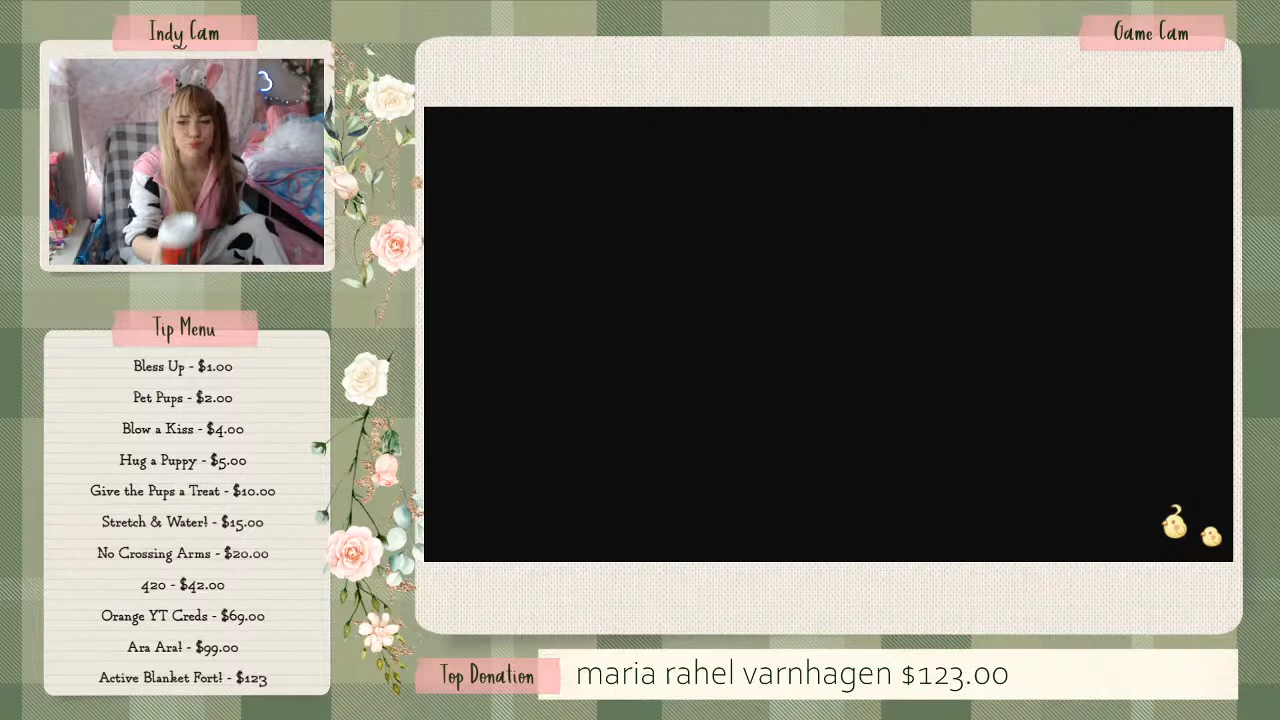 Indy Cam
Game Cam
Tip Menu
Bless Up - $1.00
Pet Pups - $2.00
Blow a Kiss - $4.00
Hug a Puppy - $5.00
Give the Pups a Treat - $10.00
Stretch & Water! - $15.00
No Crossing Arms - $20.00
420 - $42.00
Orange YT Creds - $69.00
Ara Ara! - $99.00
Active Blanket Fort! - $123
Top Donation
maria rahel varnhagen $123.00